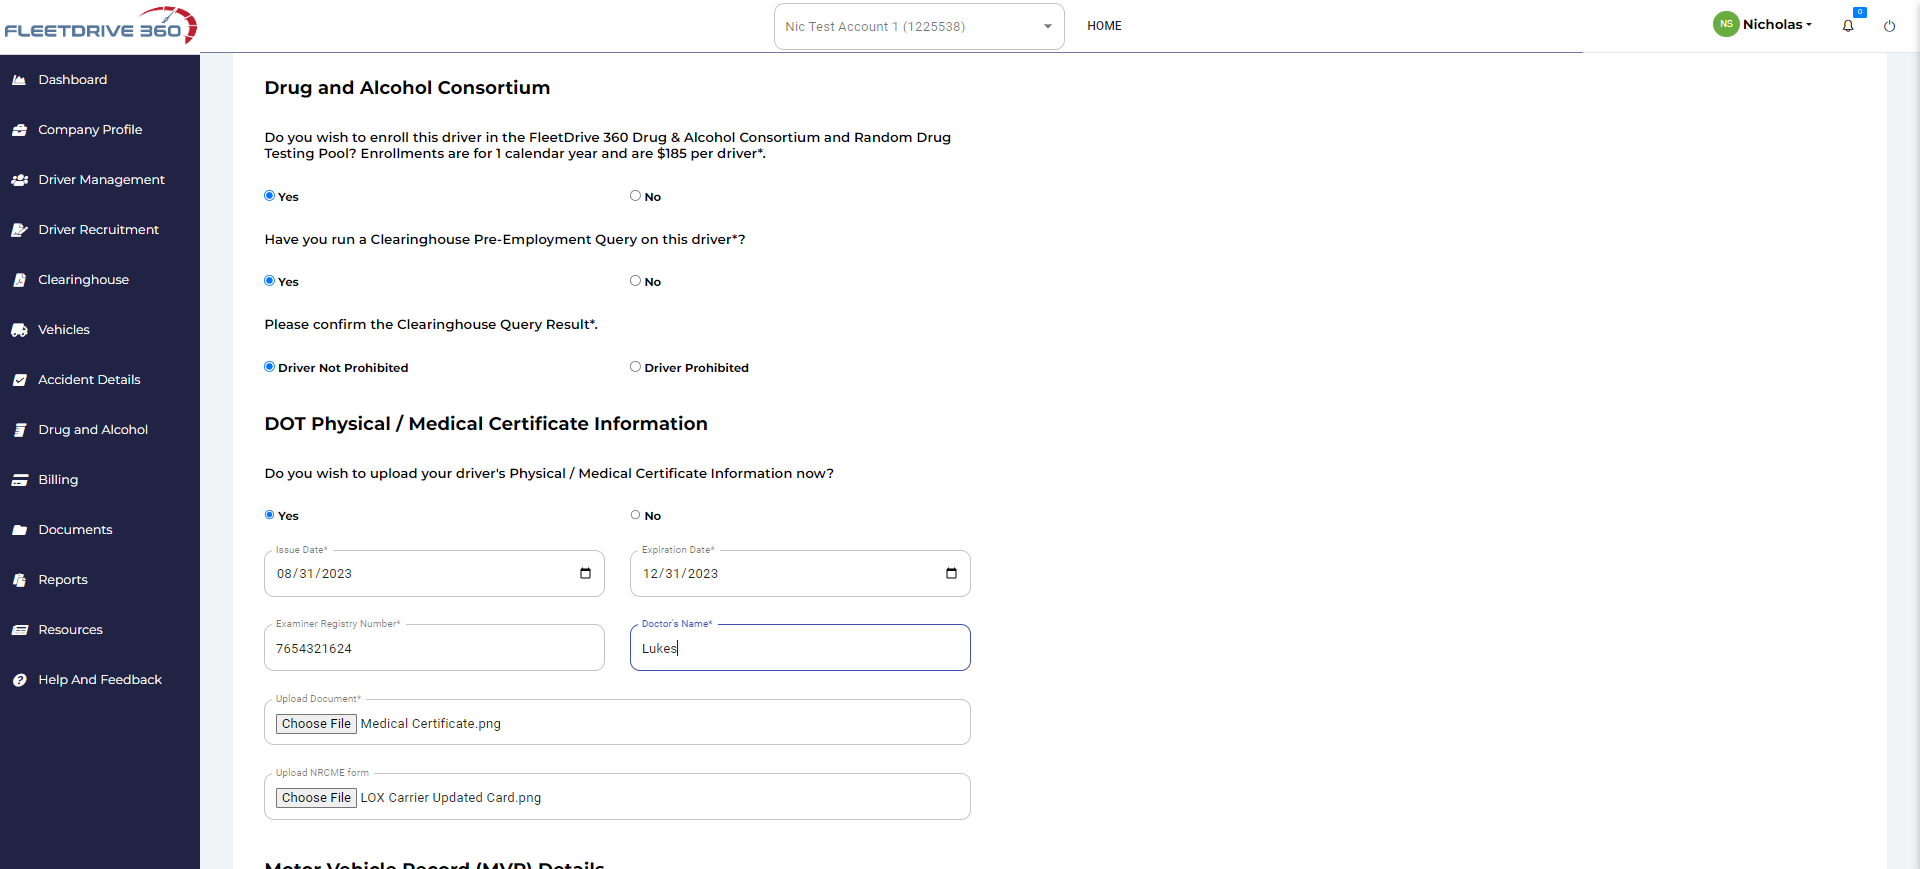 FLEETDRIVE 360
Nic Test Account 1 (1225538)
HOME
NS
Nicholas
0
Dashboard
Company Profile
Driver Management
Driver Recruitment
Clearinghouse
Vehicles
Accident Details
Drug and Alcohol
Billing
Documents
Reports
Resources
Help And Feedback
Drug and Alcohol Consortium
Do you wish to enroll this driver in the FleetDrive 360 Drug & Alcohol Consortium and Random Drug
Testing Pool? Enrollments are for 1 calendar year and are $185 per driver*.
Yes
No
Have you run a Clearinghouse Pre-Employment Query on this driver*?
Yes
No
Please confirm the Clearinghouse Query Result*.
Driver Not Prohibited
Driver Prohibited
DOT Physical / Medical Certificate Information
Do you wish to upload your driver's Physical / Medical Certificate Information now?
Yes
No
Issue Date*
08/31/2023
Expiration Date*
12/31/2023
Examiner Registry Number*
7654321624
Doctor's Name*
Lukes
Upload Document*
Choose File Medical Certificate.png
Upload NRCME form
Choose File LOX Carrier Updated Card.png
Motor Vehicle Record (MVR) Details